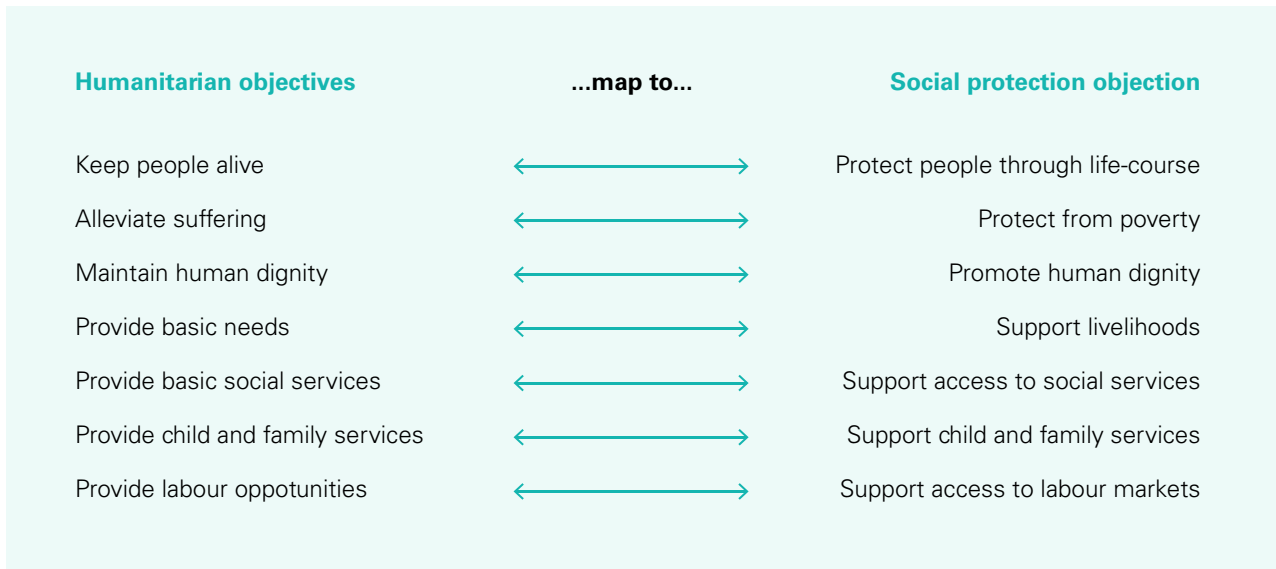 Humanitarian objectives ...map to... Social protection objection
Keep people alive Protect people through life-course
Alleviate suffering Protect from poverty
Maintain human dignity Promote human dignity
Provide basic needs Support livelihoods
Provide basic social services Support access to social services
Provide child and family services Support child and family services
Provide labour oppotunities Support access to labour markets